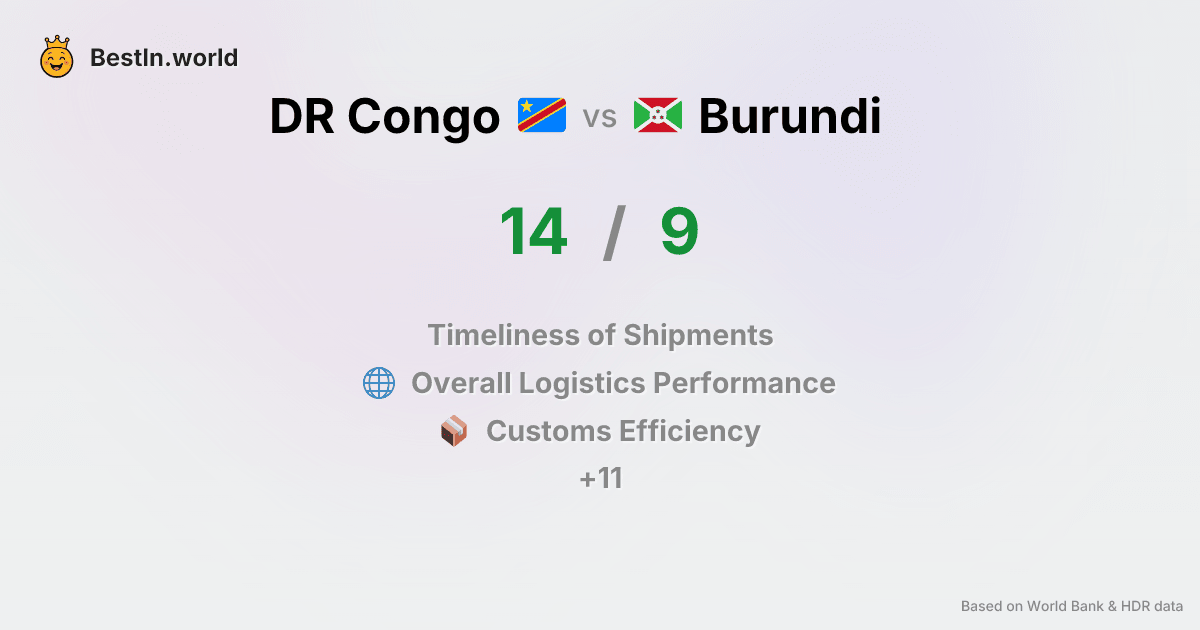 BestIn.world
DR Congo vs Burundi
14 / 9
Timeliness of Shipments
Overall Logistics Performance
Customs Efficiency
+11
Based on World Bank & HDR data